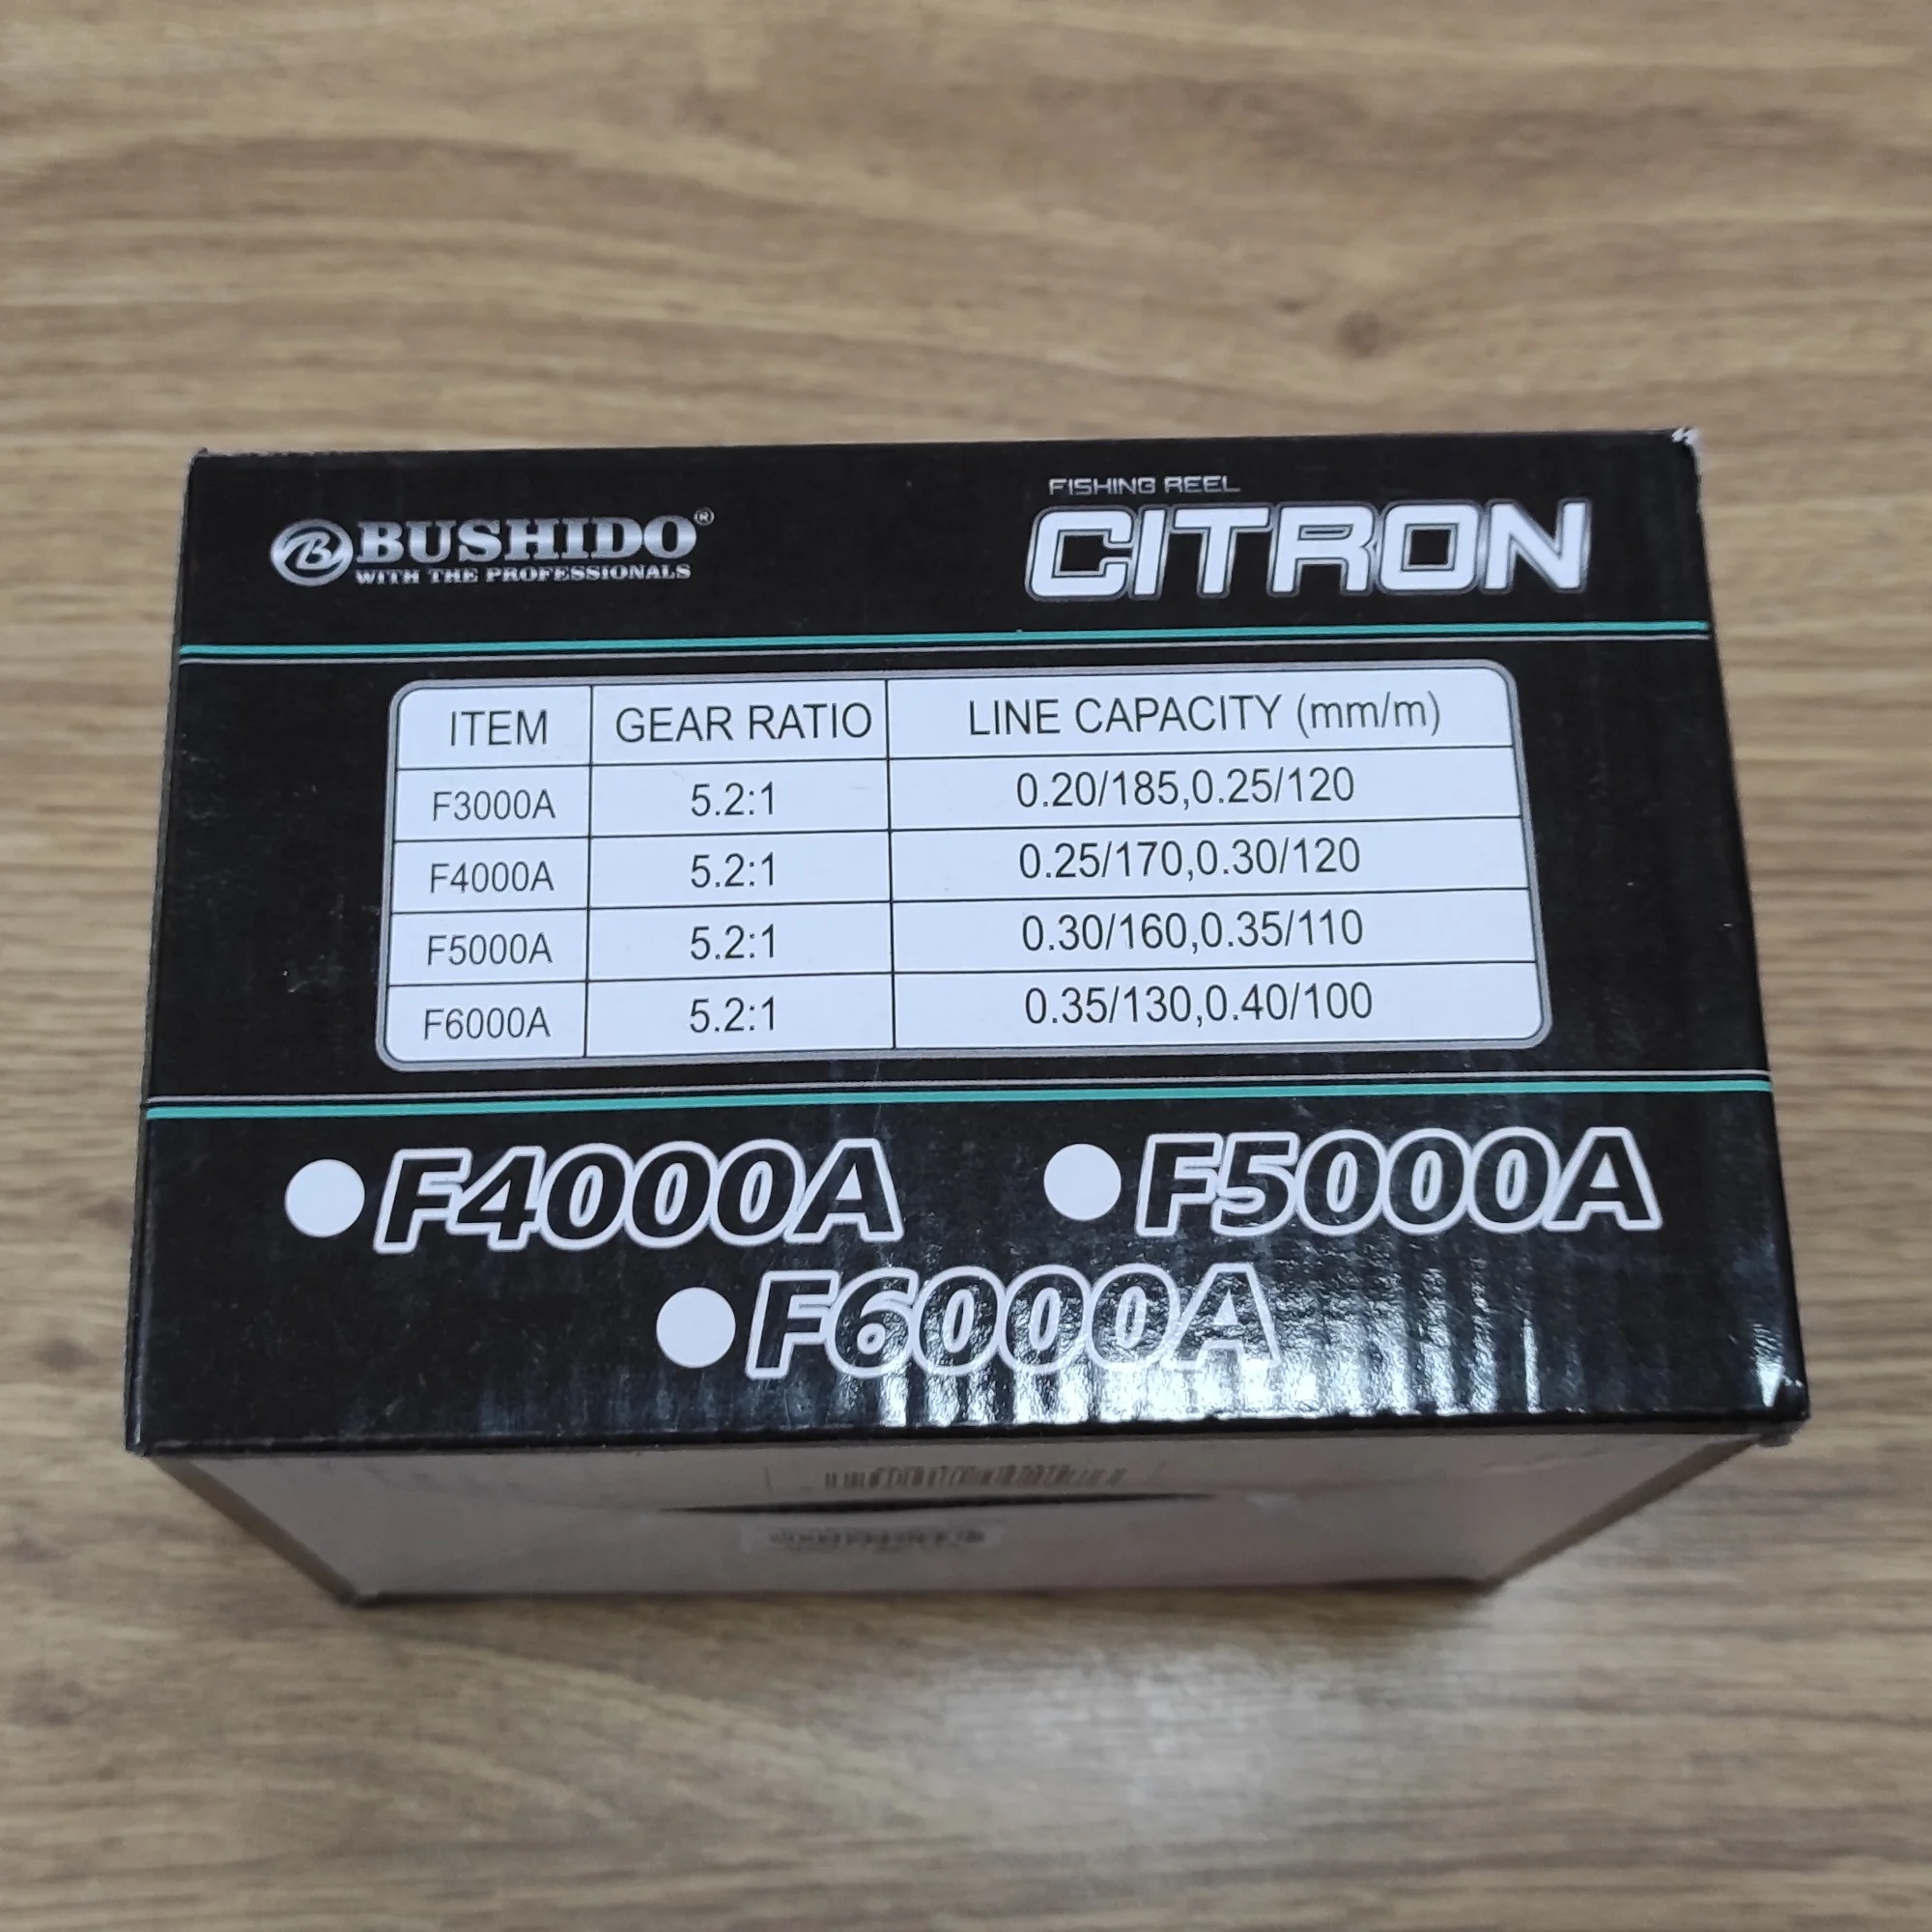 BUSHIDO®
WITH THE PROFESSIONALS
FISHING REEL
CITRON
ITEM GEAR RATIO LINE CAPACITY (mm/m)
F3000A 5.2:1 0.20/185,0.25/120
F4000A 5.2:1 0.25/170,0.30/120
F5000A 5.2:1 0.30/160,0.35/110
F6000A 5.2:1 0.35/130,0.40/100
F4000A F5000A
F6000A